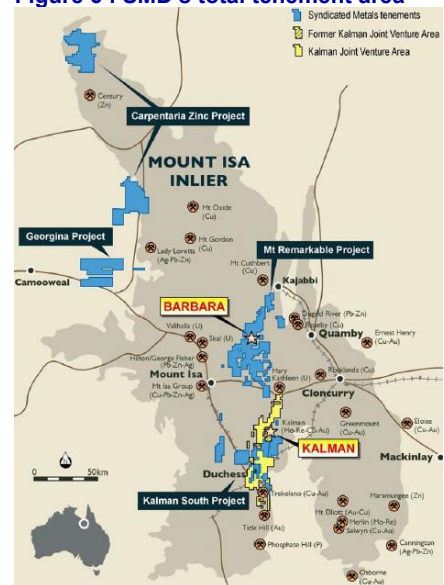 Figure 3 : SMD's total tenement area
Syndicated Metals tenements
Former Kalman Joint Venture Area
Kalman Joint Venture Area
Century
(Zn)
Carpentaria Zinc Project
MOUNT ISA
INLIER
Mt Oxide
(Cu)
Georgina Project
Mt Gordon
(Cu)
Lady Loretta
(Ag-Pb-Zn)
Mt Remarkable Project
Mt Cuthbert
(Cu)
Kajabbi
Camooweal
BARBARA
Dugald River (Pb-Zn)
Roseby (Cu)
Ernest Henry
(Cu-Au)
Valhalla (U)
Skal (U)
Quamby
Hilton/George Fisher
(Pb-Zn-Ag)
Mary
Kathleen (U)
Rocklands (Cu)
Mount Isa
Mt Isa Group
(Cu-Pb-Zn-Ag)
Cloncurry
Kalman
(Mo-Re-Cu-Au)
Greenmount
(Cu-Au)
Eloise
(Cu-Au)
KALMAN
Mackinlay
0
50km
Duchess
Kalman South Project
Trekelano (Cu-Au)
Maramungee (Zn)
Mt Elliott (Au-Cu)
Merlin (Mo-Re)
Selwyn (Cu-Au)
Tick Hill (Au)
Phosphate Hill (P)
Cannington
(Ag-Pb-Zn)
Osborne
(Cu-Au)